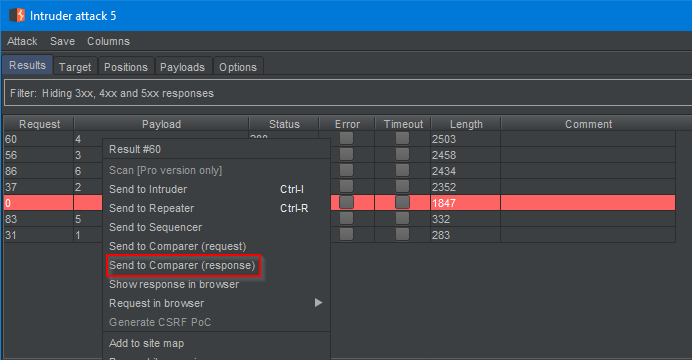 Intruder attack 5
Attack Save Columns
Results Target Positions Payloads Options
Filter: Hiding 3xx, 4xx and 5xx responses
Request Payload Status Error Timeout Length Comment
60 4 200 2503
56 3 2458
86 6 2434
37 2 2352
0 1847
83 5 332
31 1 283
Result #60
Scan [Pro version only]
Send to Intruder Ctrl-I
Send to Repeater Ctrl-R
Send to Sequencer
Send to Comparer (request)
Send to Comparer (response)
Show response in browser
Request in browser
Generate CSRF PoC
Add to site map